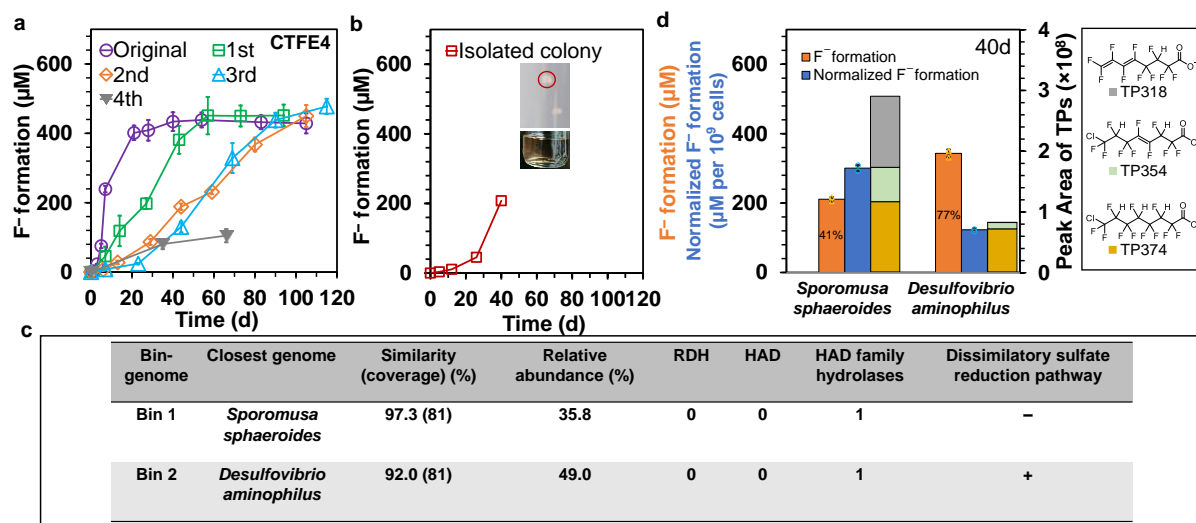 a
CTFE4
Original
1st
2nd
3rd
4th
F⁻ formation (µM)
0
200
400
600
0 20 40 60 80 100 120
Time (d)
b
Isolated colony
F⁻ formation (µM)
0
200
400
600
0 20 40 60 80 100 120
Time (d)
d
40d
F⁻ formation
Normalized F⁻ formation
F⁻ formation (µM)
Normalized F⁻ formation
(µM per 10⁹ cells)
0
200
400
600
41%
77%
Sporomusa
sphaeroides
Desulfovibrio
aminophilus
0
1
2
3
4
Peak Area of TPs (×10⁸)
TP318
TP354
TP374
c
Bin-genome Closest genome Similarity (coverage) (%) Relative abundance (%) RDH HAD HAD family hydrolases Dissimilatory sulfate reduction pathway
Bin 1 Sporomusa sphaeroides 97.3 (81) 35.8 0 0 1 –
Bin 2 Desulfovibrio aminophilus 92.0 (81) 49.0 0 0 1 +